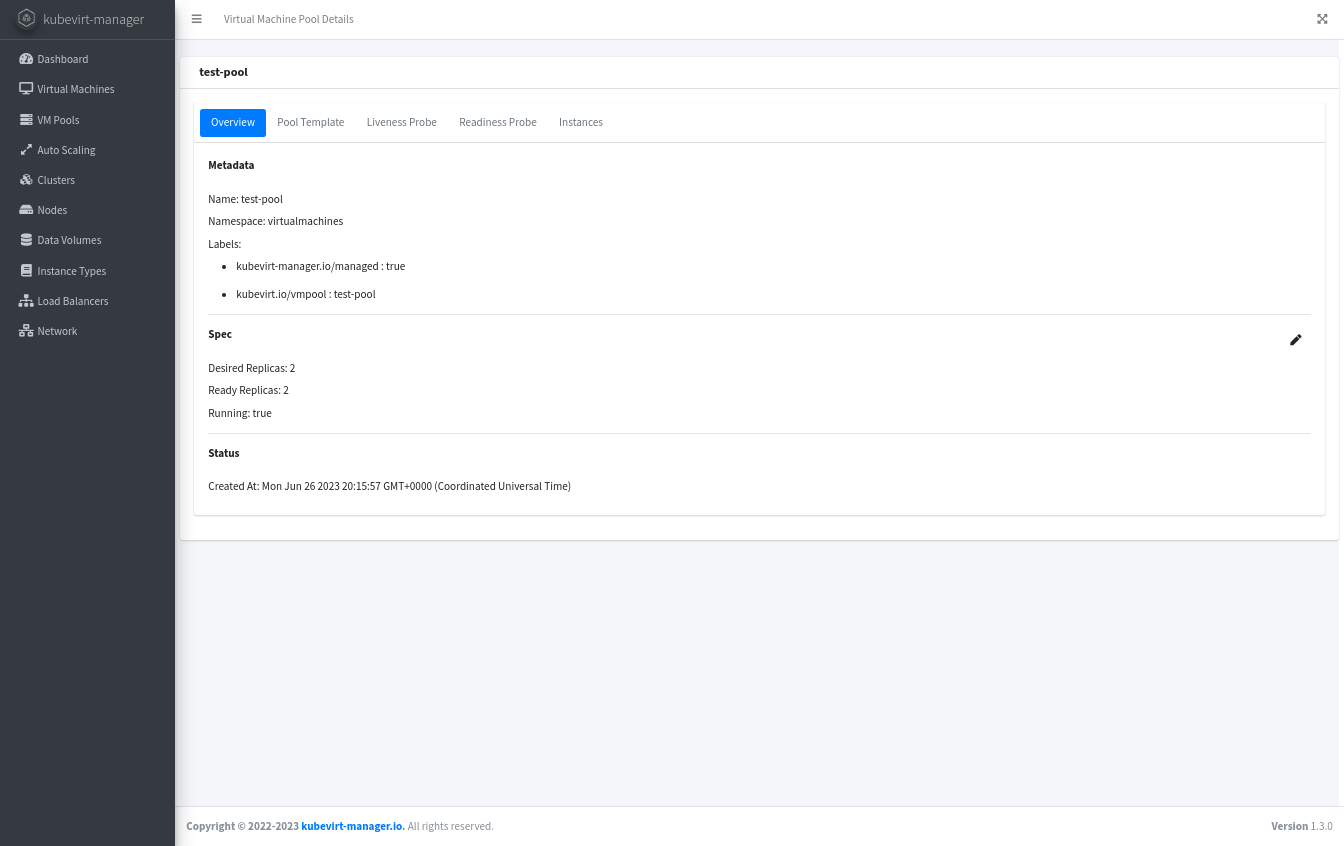 kubevirt-manager
Virtual Machine Pool Details
Dashboard
Virtual Machines
VM Pools
Auto Scaling
Clusters
Nodes
Data Volumes
Instance Types
Load Balancers
Network
test-pool
Overview Pool Template Liveness Probe Readiness Probe Instances
Metadata
Name: test-pool
Namespace: virtualmachines
Labels:
• kubevirt-manager.io/managed : true
• kubevirt.io/vmpool : test-pool
Spec
Desired Replicas: 2
Ready Replicas: 2
Running: true
Status
Created At: Mon Jun 26 2023 20:15:57 GMT+0000 (Coordinated Universal Time)
Copyright © 2022-2023 kubevirt-manager.io. All rights reserved.
Version 1.3.0